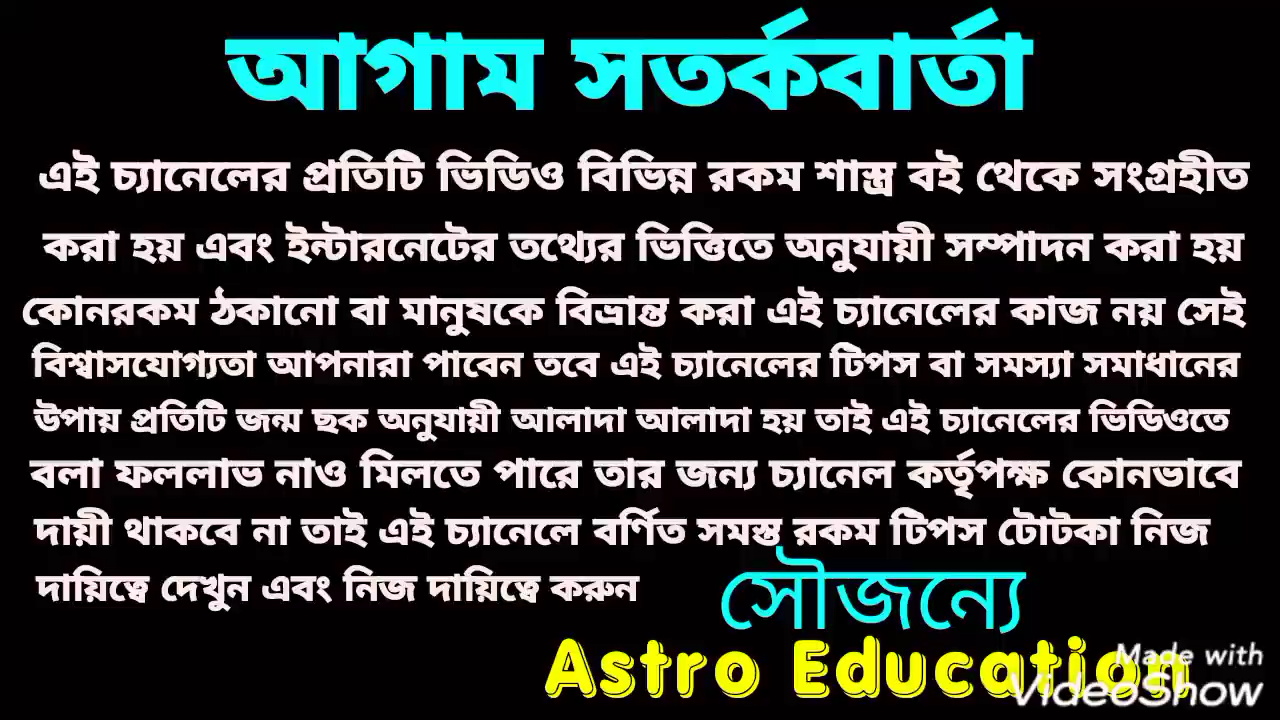 আগাম সতর্কবার্তা
এই চ্যানেলের প্রতিটি ভিডিও বিভিন্ন রকম শাস্ত্র বই থেকে সংগ্রহীত
করা হয় এবং ইন্টারনেটের তথ্যের ভিত্তিতে অনুযায়ী সম্পাদন করা হয়
কোনরকম ঠকানো বা মানুষকে বিভ্রান্ত করা এই চ্যানেলের কাজ নয় সেই
বিশ্বাসযোগ্যতা আপনারা পাবেন তবে এই চ্যানেলের টিপস বা সমস্যা সমাধানের
উপায় প্রতিটি জন্ম ছক অনুযায়ী আলাদা আলাদা হয় তাই এই চ্যানেলের ভিডিওতে
বলা ফললাভ নাও মিলতে পারে তার জন্য চ্যানেল কর্তৃপক্ষ কোনভাবে
দায়ী থাকবে না তাই এই চ্যানেলে বর্ণিত সমস্ত রকম টিপস টোটকা নিজ
দায়িত্বে দেখুন এবং নিজ দায়িত্বে করুন
সৌজন্যে
Astro Education
Made with
VideoShow